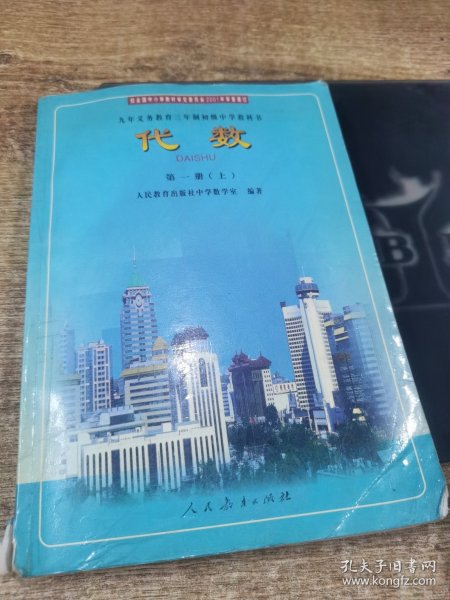 经全国中小学教材审定委员会2001年审查通过
九年义务教育三年制初级中学教科书
代数
DAISHU
第一册（上）
人民教育出版社中学数学室 编著
人民教育出版社
B
孔夫子旧书网
www.kongfz.com